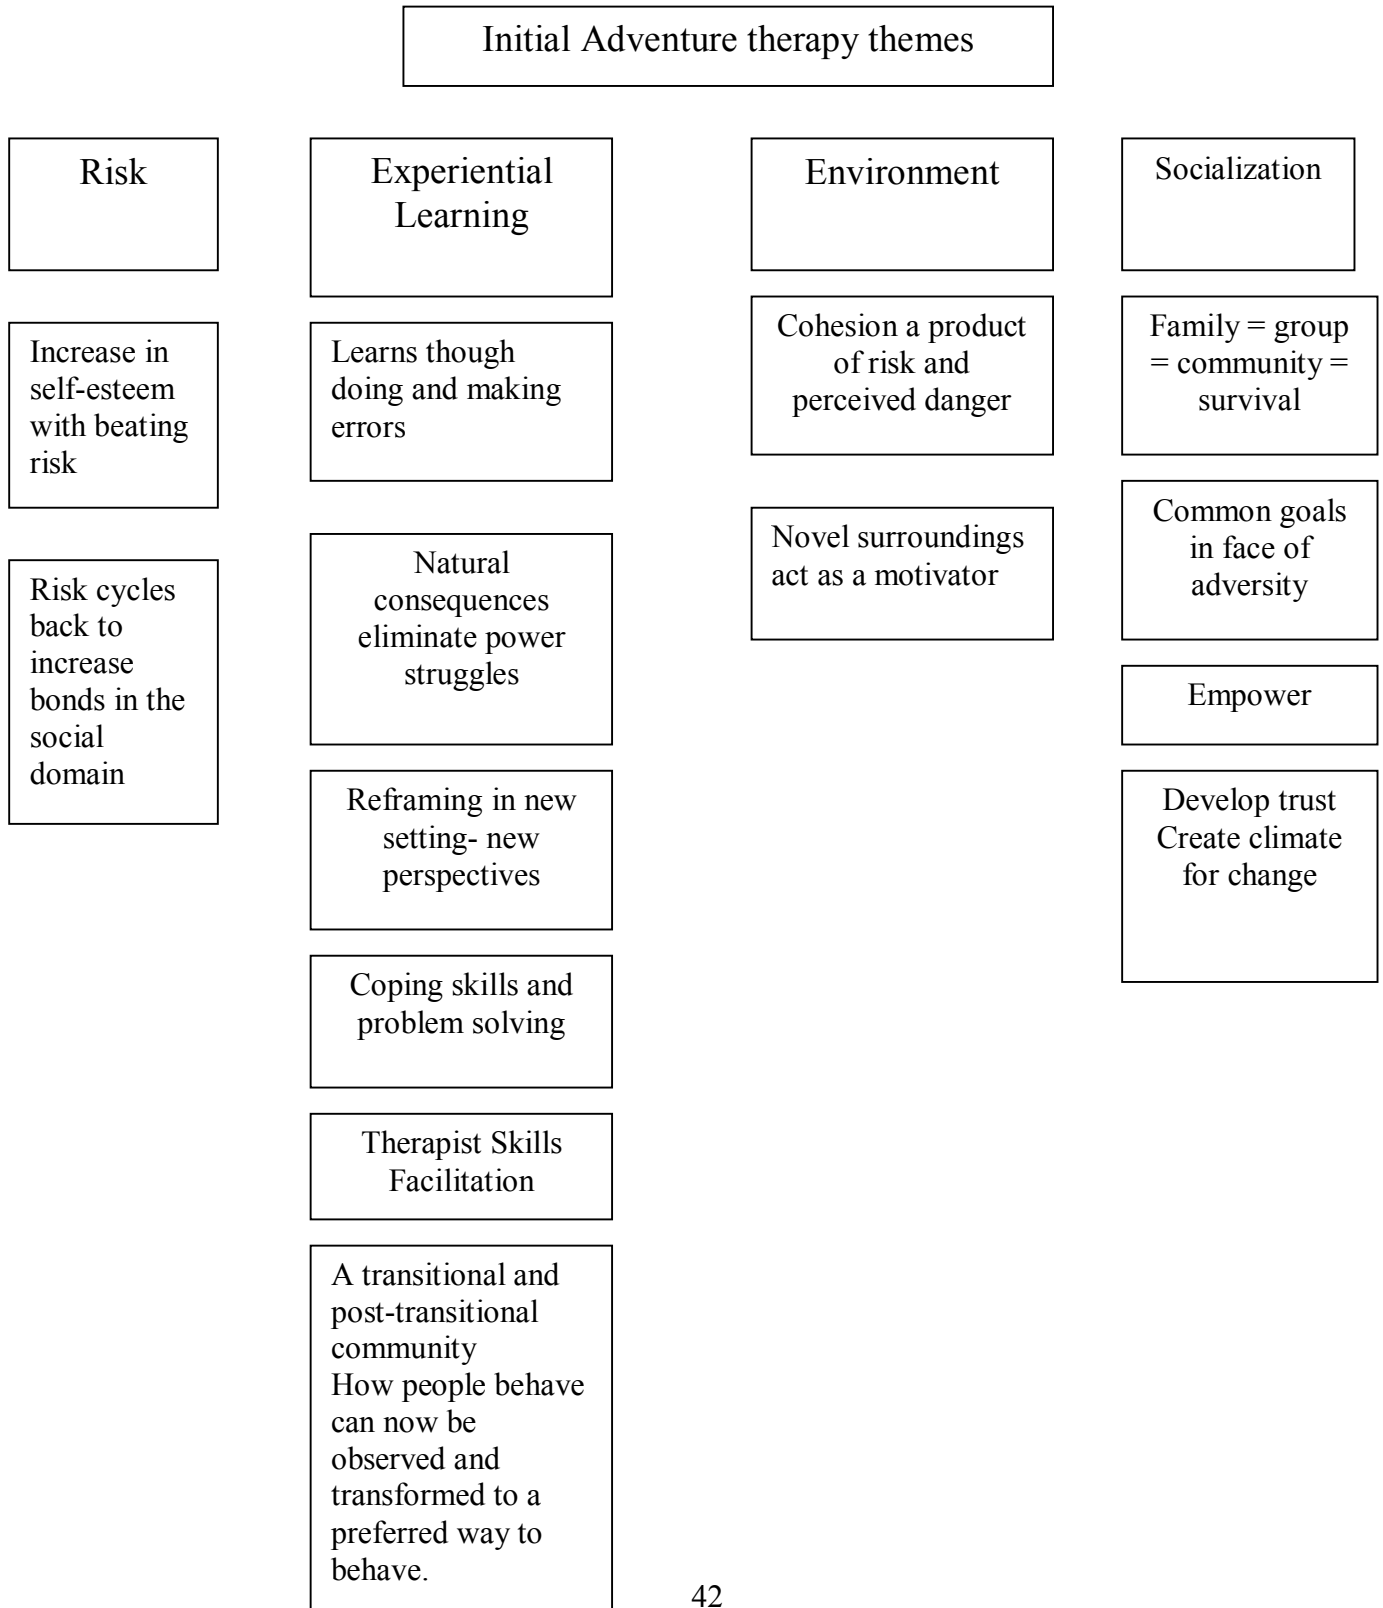 Initial Adventure therapy themes
Risk
Experiential
Learning
Environment
Socialization
Increase in
self-esteem
with beating
risk
Risk cycles
back to
increase
bonds in the
social
domain
Learns though
doing and making
errors
Natural
consequences
eliminate power
struggles
Reframing in new
setting- new
perspectives
Coping skills and
problem solving
Therapist Skills
Facilitation
A transitional and
post-transitional
community
How people behave
can now be
observed and
transformed to a
preferred way to
behave.
Cohesion a product
of risk and
perceived danger
Novel surroundings
act as a motivator
Family = group
= community =
survival
Common goals
in face of
adversity
Empower
Develop trust
Create climate
for change
42